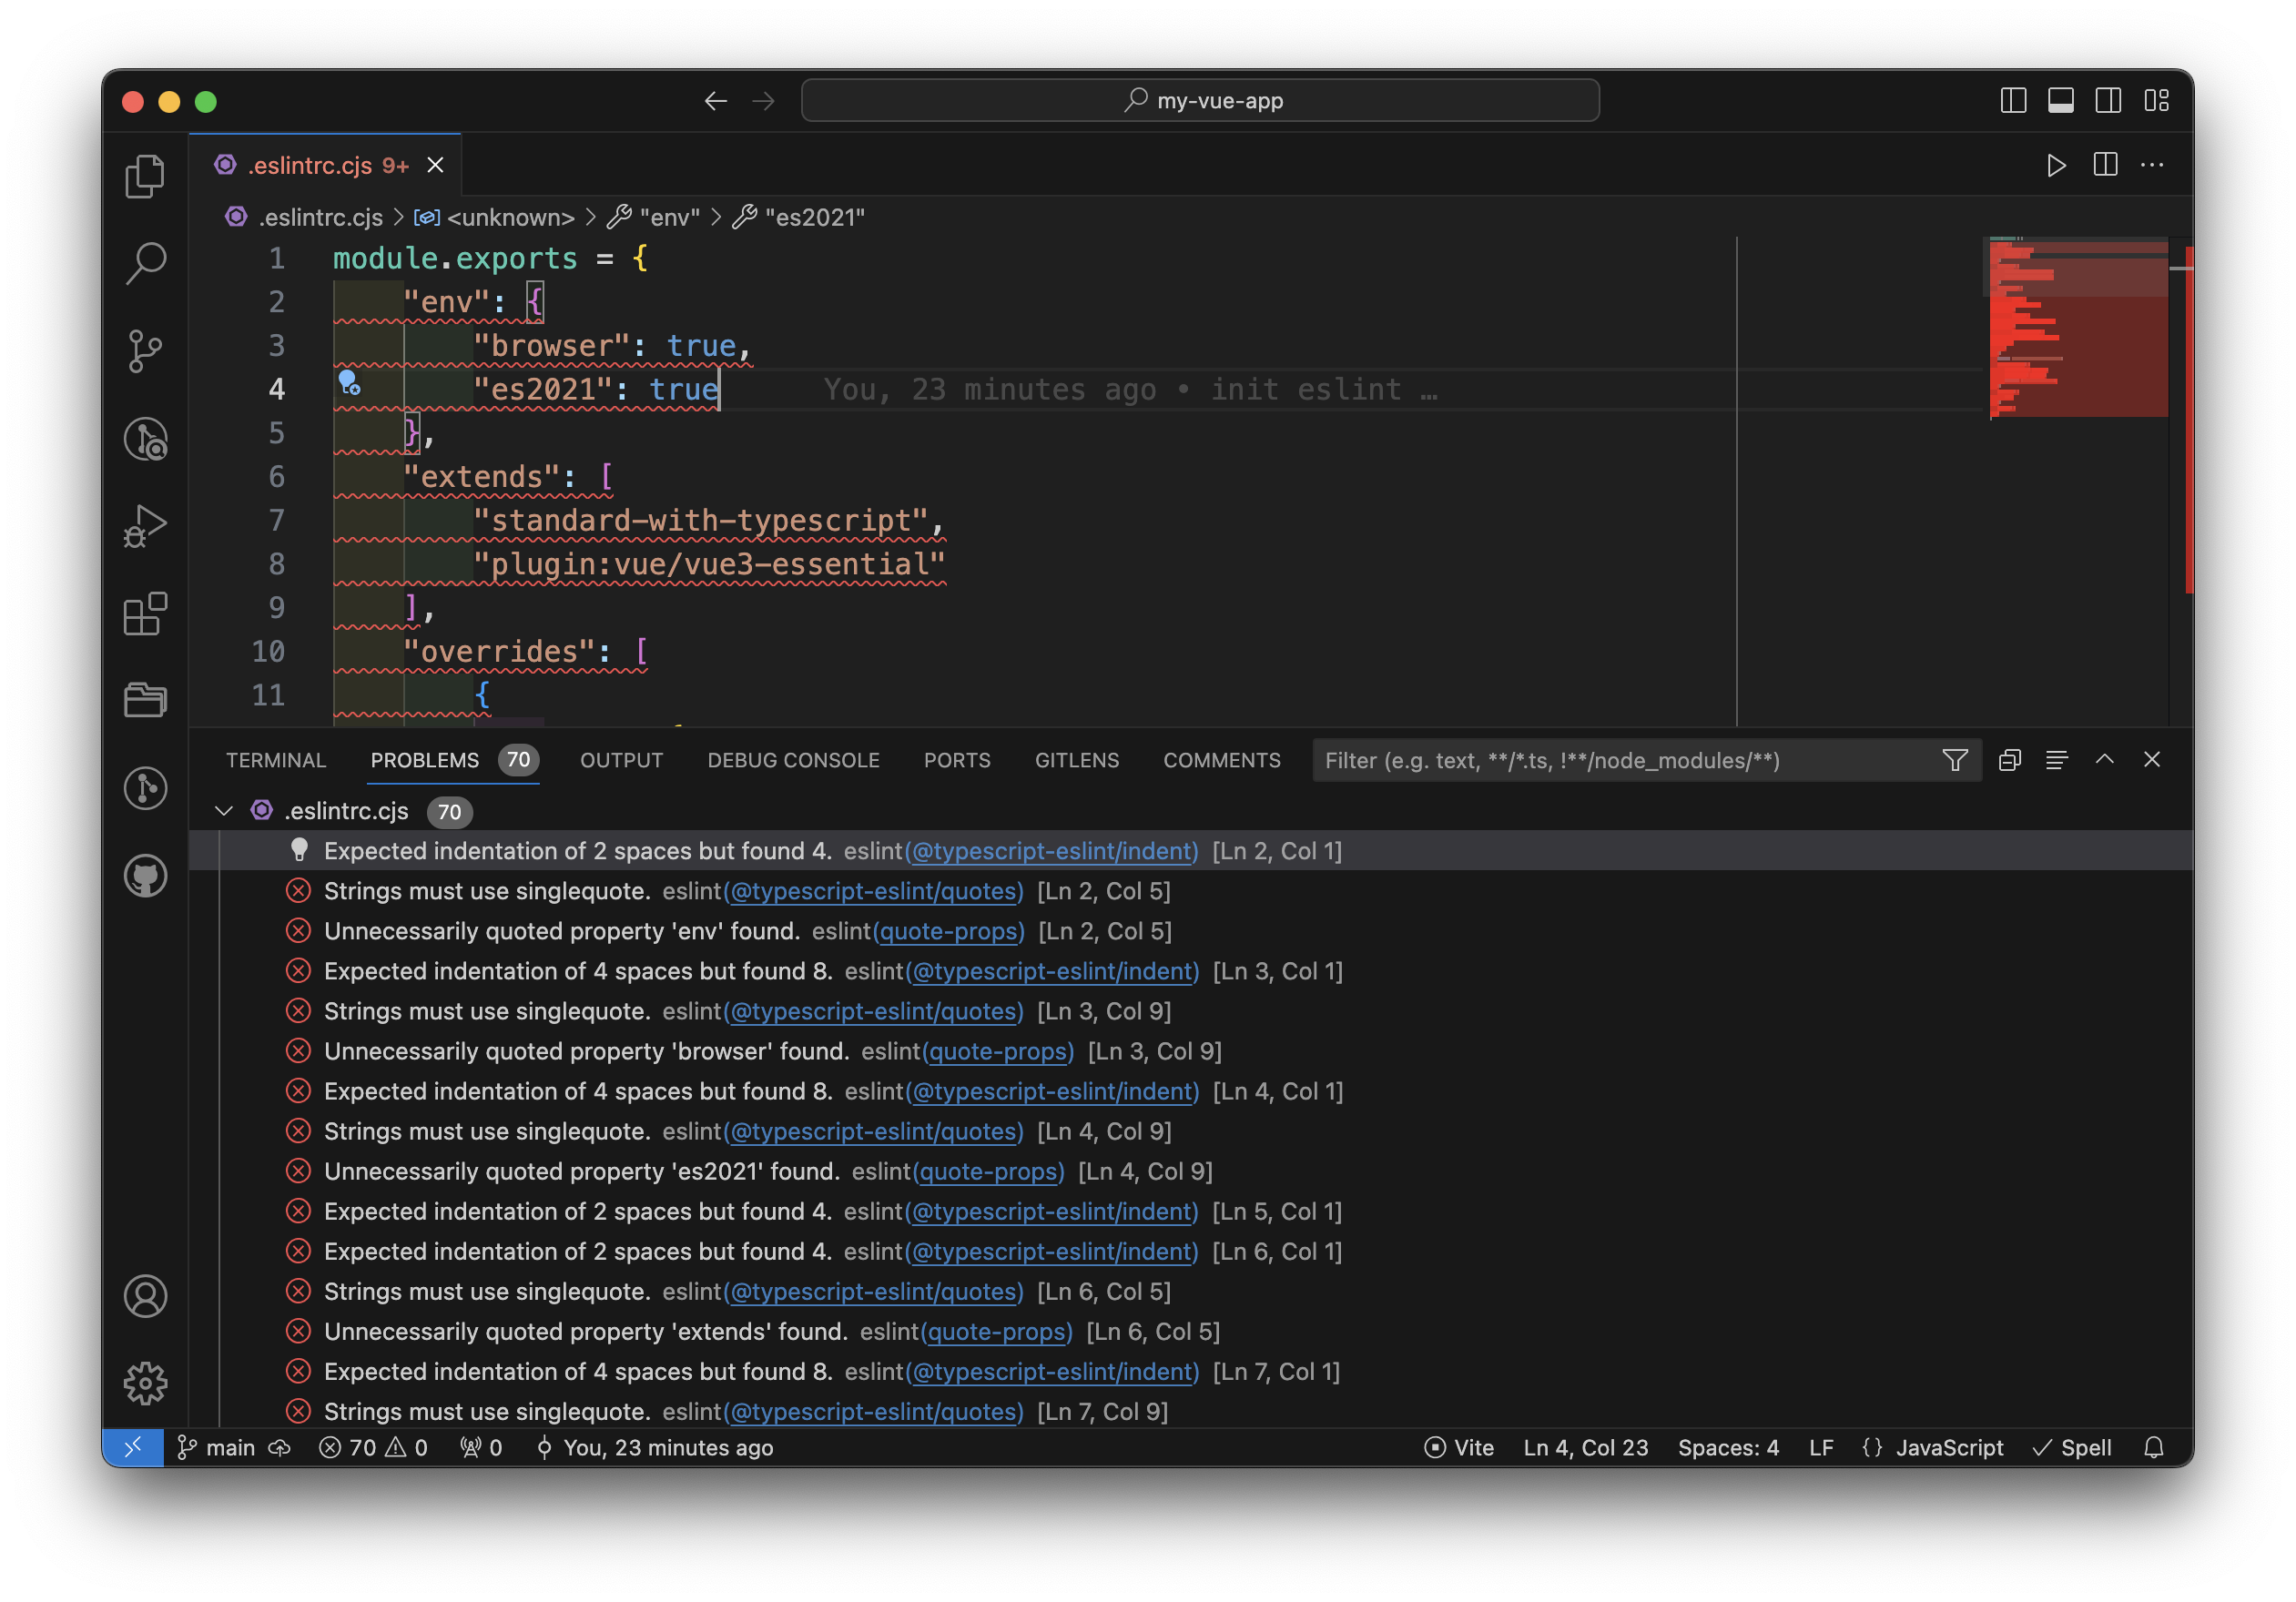 my-vue-app
.eslintrc.cjs 9+
.eslintrc.cjs > <unknown> > "env" > "es2021"
1 module.exports = {
2 "env": {
3 "browser": true,
4 "es2021": true You, 23 minutes ago • init eslint …
5 },
6 "extends": [
7 "standard-with-typescript",
8 "plugin:vue/vue3-essential"
9 ],
10 "overrides": [
11 {
TERMINAL PROBLEMS 70 OUTPUT DEBUG CONSOLE PORTS GITLENS COMMENTS Filter (e.g. text, **/*.ts, !**/node_modules/**)
.eslintrc.cjs 70
Expected indentation of 2 spaces but found 4. eslint(@typescript-eslint/indent) [Ln 2, Col 1]
Strings must use singlequote. eslint(@typescript-eslint/quotes) [Ln 2, Col 5]
Unnecessarily quoted property 'env' found. eslint(quote-props) [Ln 2, Col 5]
Expected indentation of 4 spaces but found 8. eslint(@typescript-eslint/indent) [Ln 3, Col 1]
Strings must use singlequote. eslint(@typescript-eslint/quotes) [Ln 3, Col 9]
Unnecessarily quoted property 'browser' found. eslint(quote-props) [Ln 3, Col 9]
Expected indentation of 4 spaces but found 8. eslint(@typescript-eslint/indent) [Ln 4, Col 1]
Strings must use singlequote. eslint(@typescript-eslint/quotes) [Ln 4, Col 9]
Unnecessarily quoted property 'es2021' found. eslint(quote-props) [Ln 4, Col 9]
Expected indentation of 2 spaces but found 4. eslint(@typescript-eslint/indent) [Ln 5, Col 1]
Expected indentation of 2 spaces but found 4. eslint(@typescript-eslint/indent) [Ln 6, Col 1]
Strings must use singlequote. eslint(@typescript-eslint/quotes) [Ln 6, Col 5]
Unnecessarily quoted property 'extends' found. eslint(quote-props) [Ln 6, Col 5]
Expected indentation of 4 spaces but found 8. eslint(@typescript-eslint/indent) [Ln 7, Col 1]
Strings must use singlequote. eslint(@typescript-eslint/quotes) [Ln 7, Col 9]
main 70 0 0 You, 23 minutes ago Vite Ln 4, Col 23 Spaces: 4 LF {} JavaScript Spell